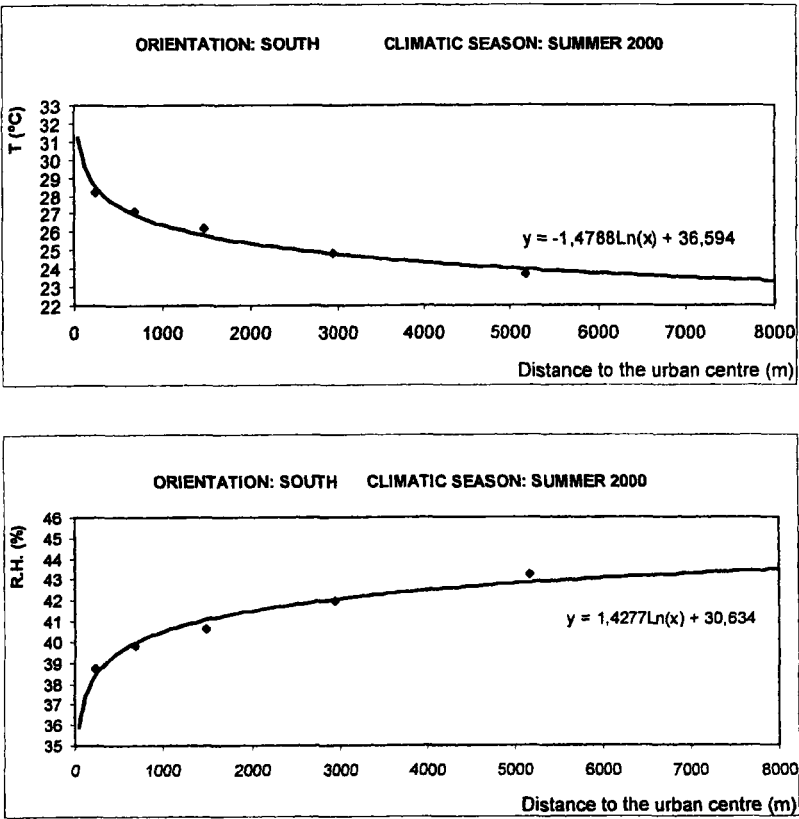 ORIENTATION: SOUTH CLIMATIC SEASON: SUMMER 2000
T (°C)
33
32
31
30
29
28
27
26
25
24
23
22
y = -1,4788Ln(x) + 36,594
0 1000 2000 3000 4000 5000 6000 7000 8000
Distance to the urban centre (m)
ORIENTATION: SOUTH CLIMATIC SEASON: SUMMER 2000
R.H. (%)
46
45
44
43
42
41
40
39
38
37
36
35
y = 1,4277Ln(x) + 30,634
0 1000 2000 3000 4000 5000 6000 7000 8000
Distance to the urban centre (m)